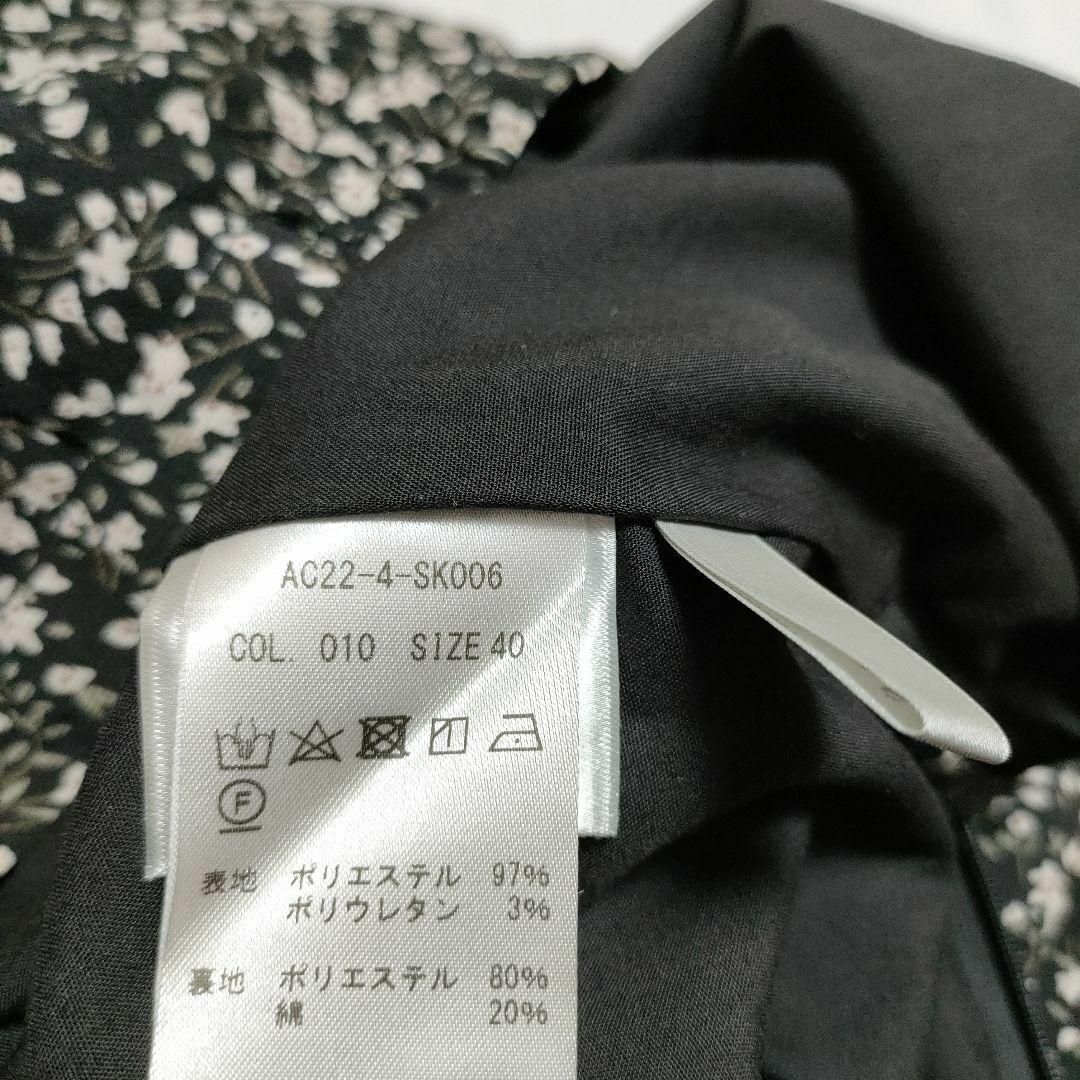 AC22-4-SK006
COL. 010 SIZE 40
F
表地 ポリエステル 97%
ポリウレタン 3%
裏地 ポリエステル 80%
綿 20%